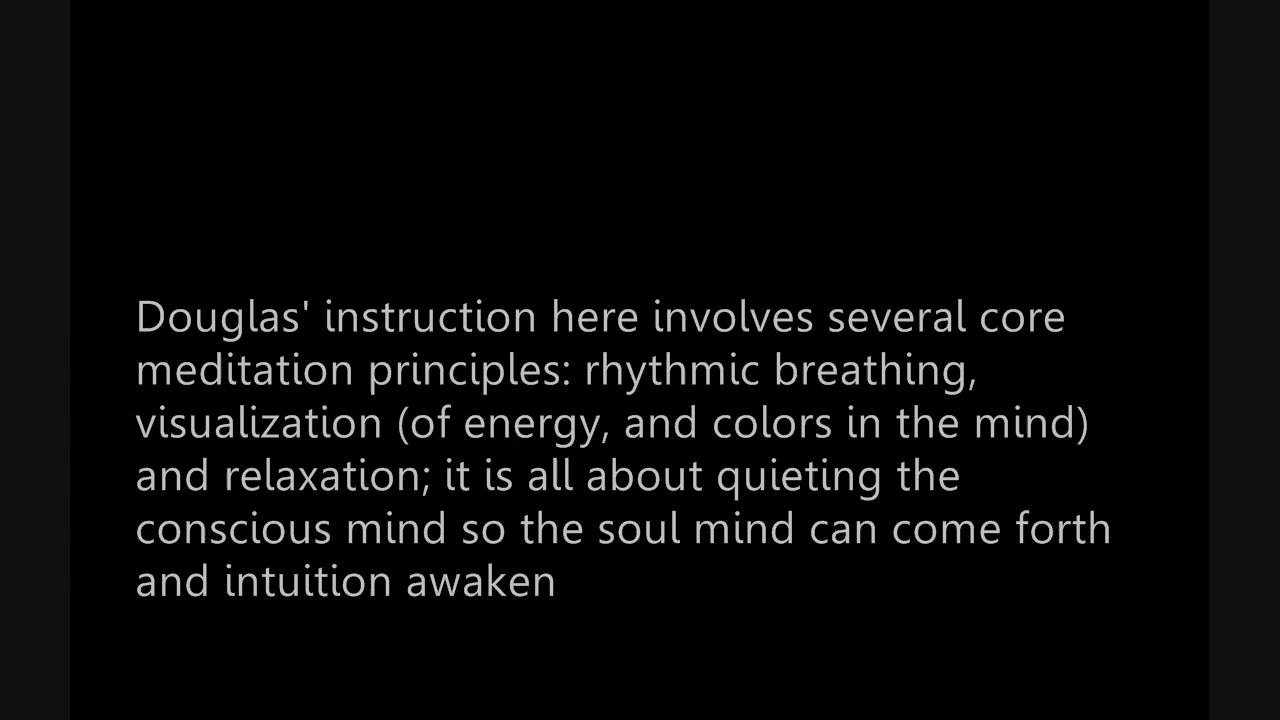 Douglas' instruction here involves several core
meditation principles: rhythmic breathing,
visualization (of energy, and colors in the mind)
and relaxation; it is all about quieting the
conscious mind so the soul mind can come forth
and intuition awaken